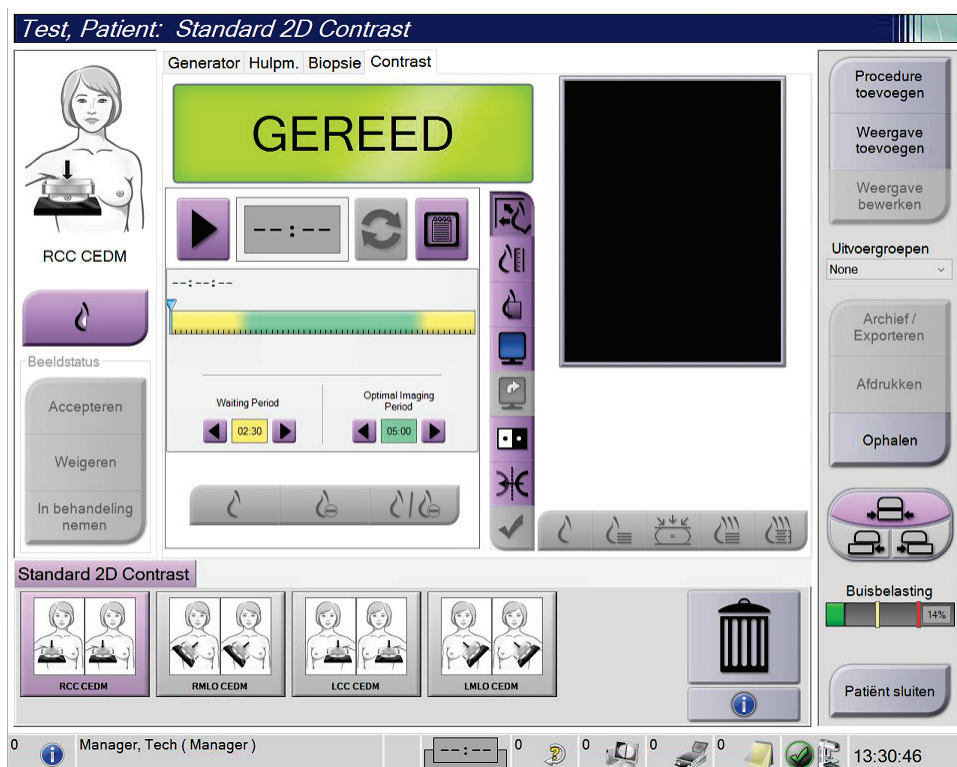 Test, Patient: Standard 2D Contrast
Generator Hulpm. Biopsie Contrast
GEREED
RCC CEDM
--:--
--:--:--
Waiting Period
02:30
Optimal Imaging
Period
05:00
Beeldstatus
Accepteren
Weigeren
In behandeling
nemen
Procedure
toevoegen
Weergave
toevoegen
Weergave
bewerken
Uitvoergroepen
None
Archief /
Exporteren
Afdrukken
Ophalen
Buisbelasting
14%
Patiënt sluiten
Standard 2D Contrast
RCC CEDM
RMLO CEDM
LCC CEDM
LMLO CEDM
0
Manager, Tech ( Manager )
--:--
0
0
0
0
13:30:46